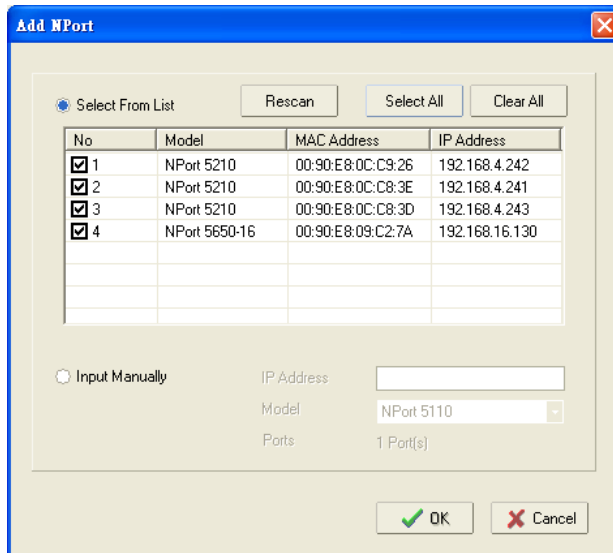 Add NPort
Select From List Rescan Select All Clear All
No Model MAC Address IP Address
1 NPort 5210 00:90:E8:0C:C9:26 192.168.4.242
2 NPort 5210 00:90:E8:0C:C8:3E 192.168.4.241
3 NPort 5210 00:90:E8:0C:C8:3D 192.168.4.243
4 NPort 5650-16 00:90:E8:09:C2:7A 192.168.16.130
Input Manually IP Address
Model NPort 5110
Ports 1 Port(s)
OK Cancel